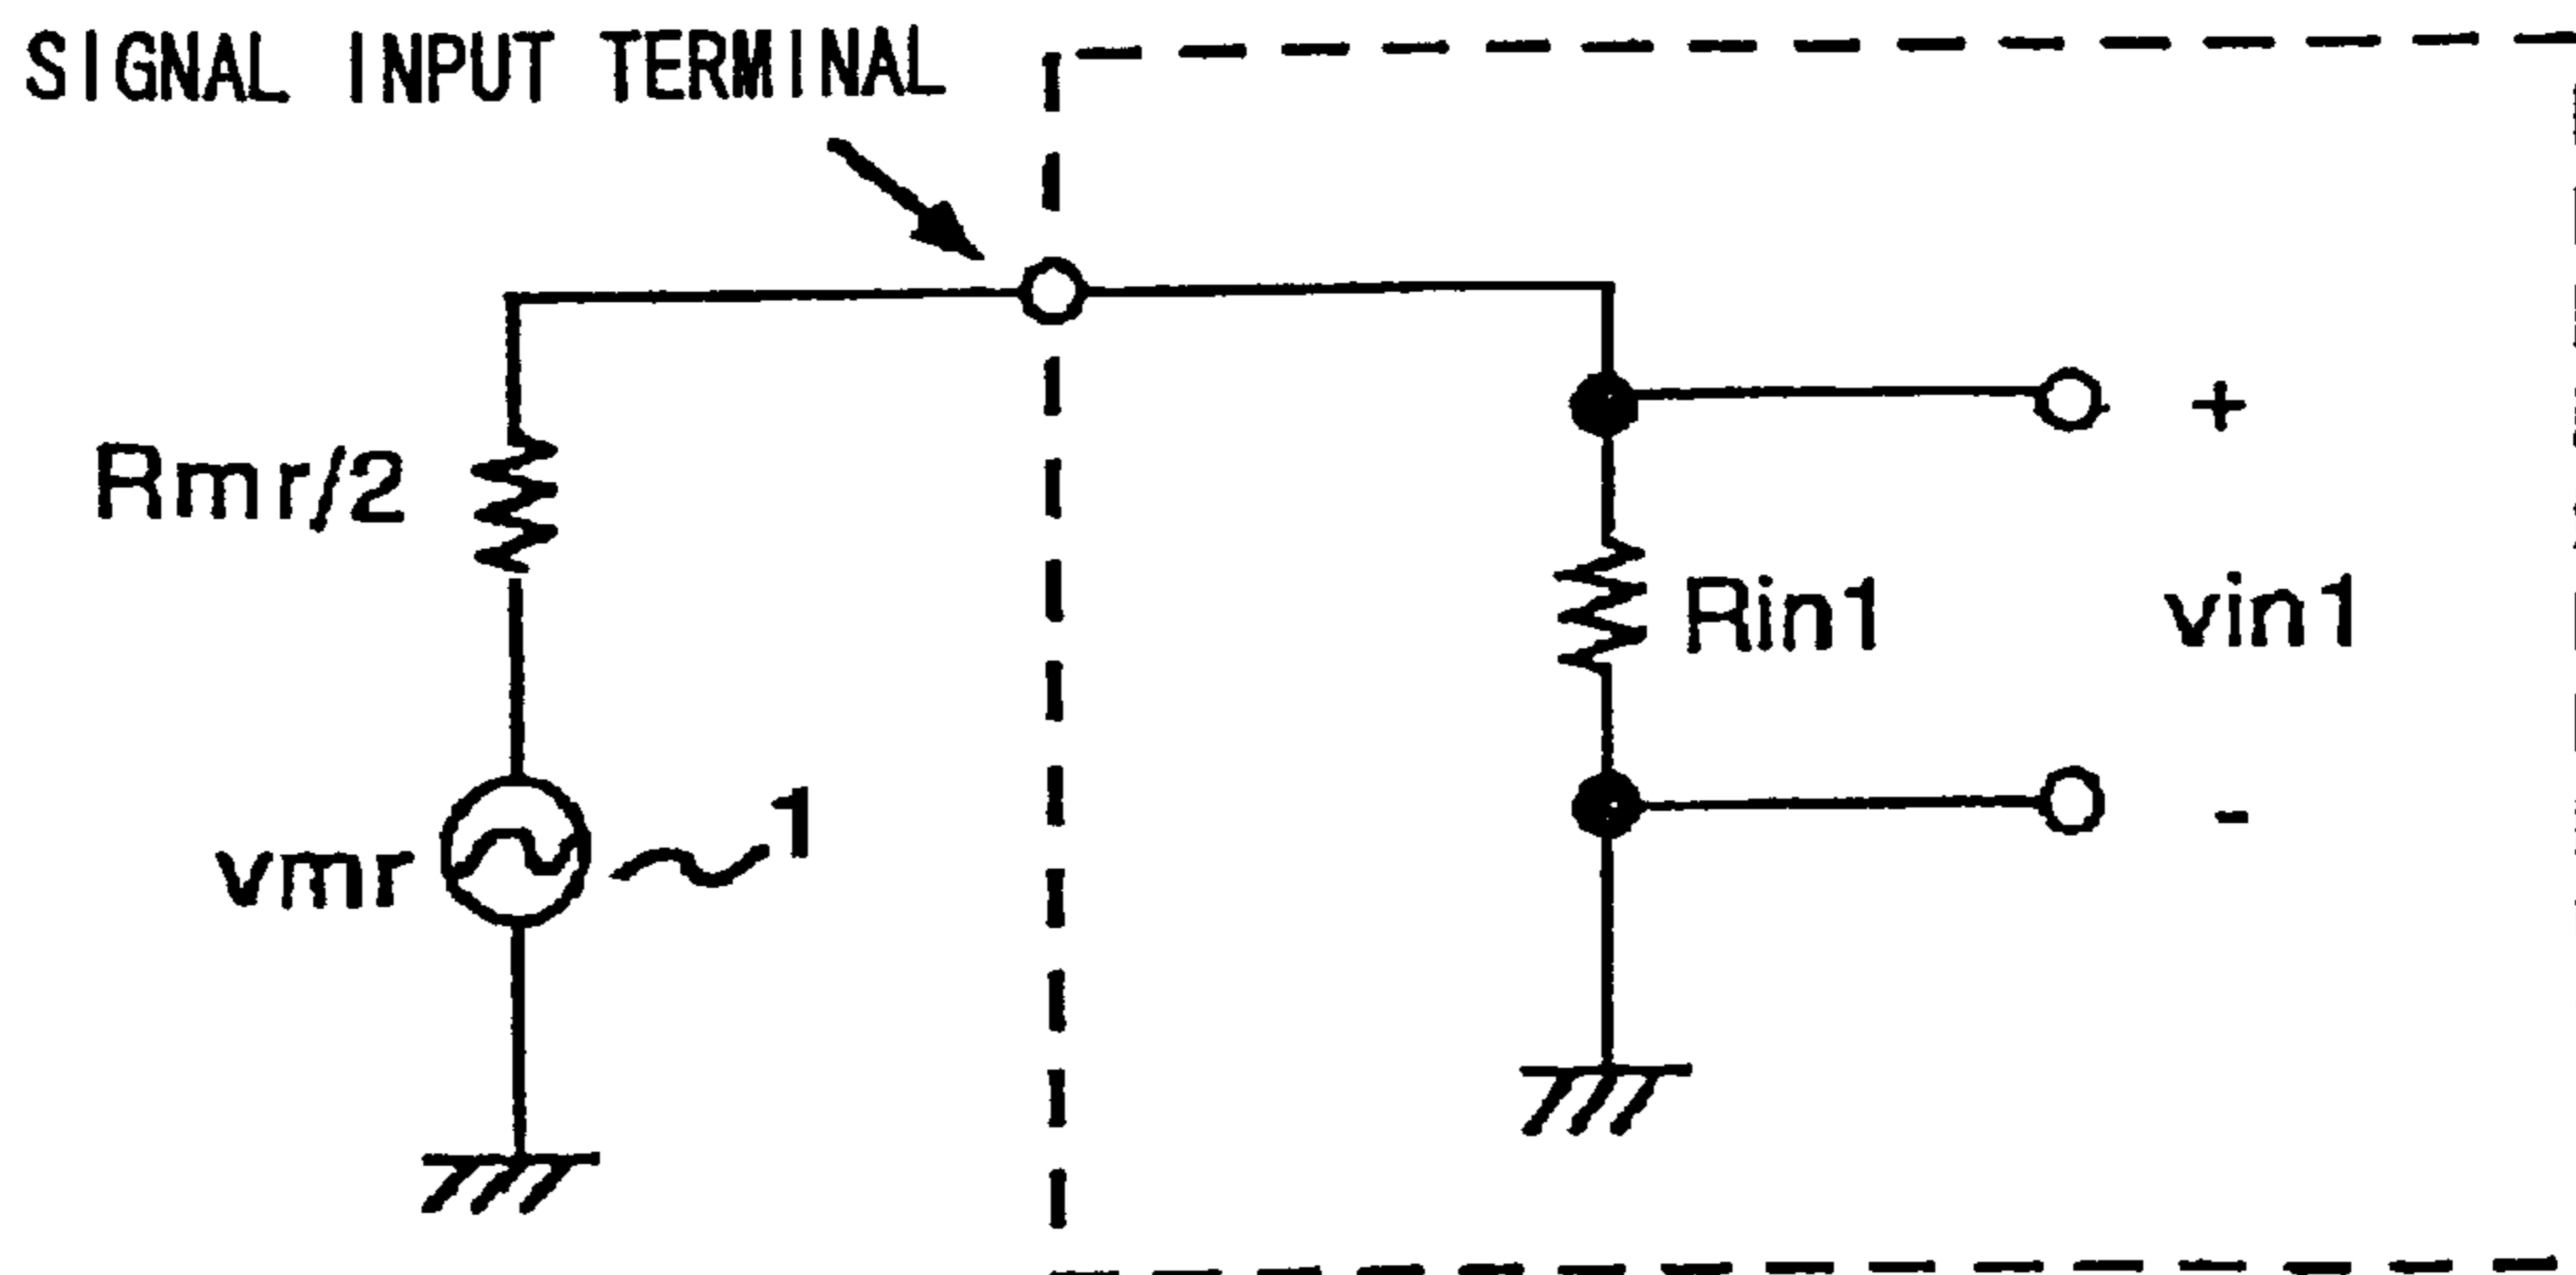 SIGNAL INPUT TERMINAL
+
Rmr/2
Rin1
vin1
vmr
1
-